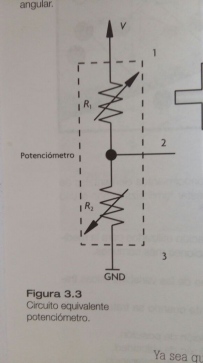 angular.
V
1
R₁
2
Potenciómetro
R₂
3
GND
Figura 3.3
Circuito equivalente
potenciómetro.
Ya sea